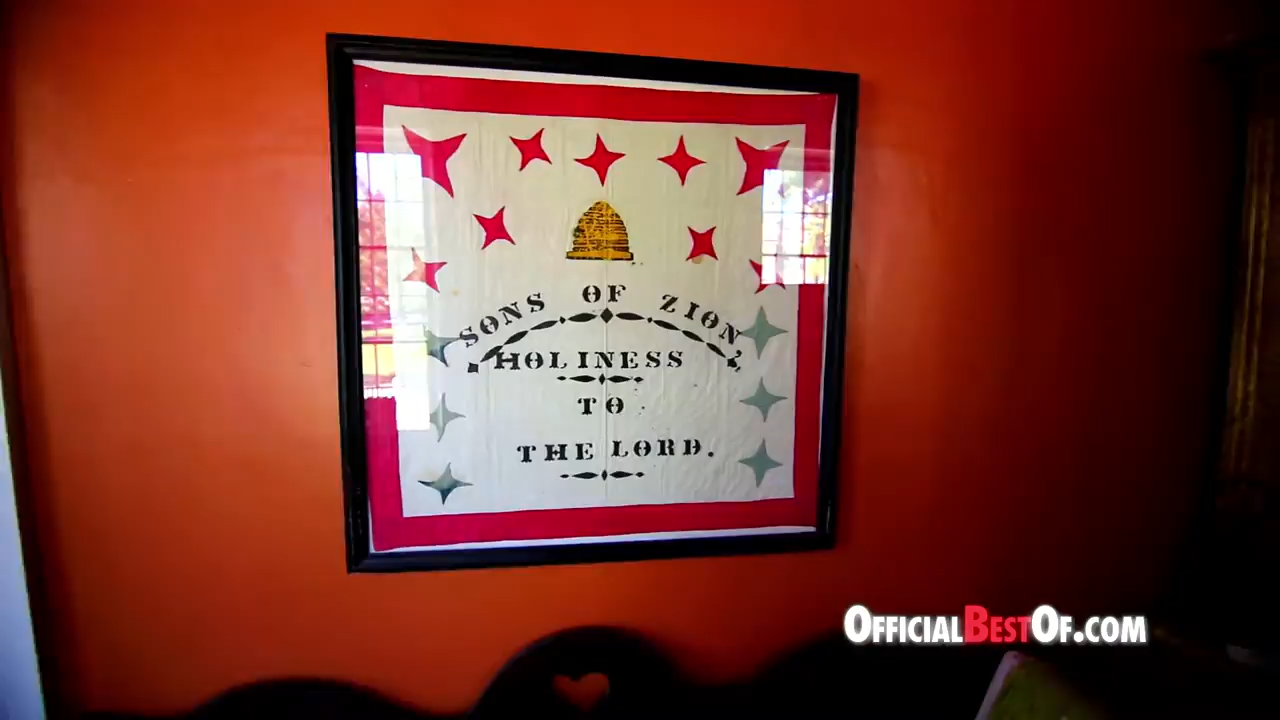 SONS OF ZION
HOLINESS
TO
THE LORD.
OFFICIALBESTOF.COM